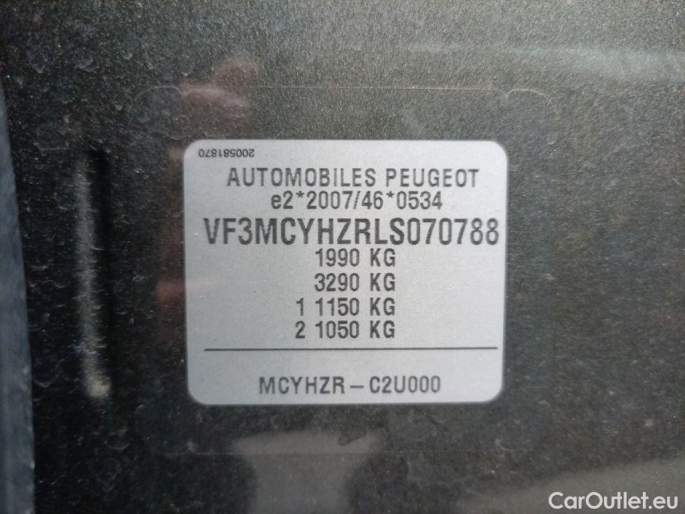 200581870
AUTOMOBILES PEUGEOT
e2*2007/46*0534
VF3MCYHZRLS070788
1990 KG
3290 KG
1 1150 KG
2 1050 KG
MCYHZR – C2U000
CarOutlet.eu